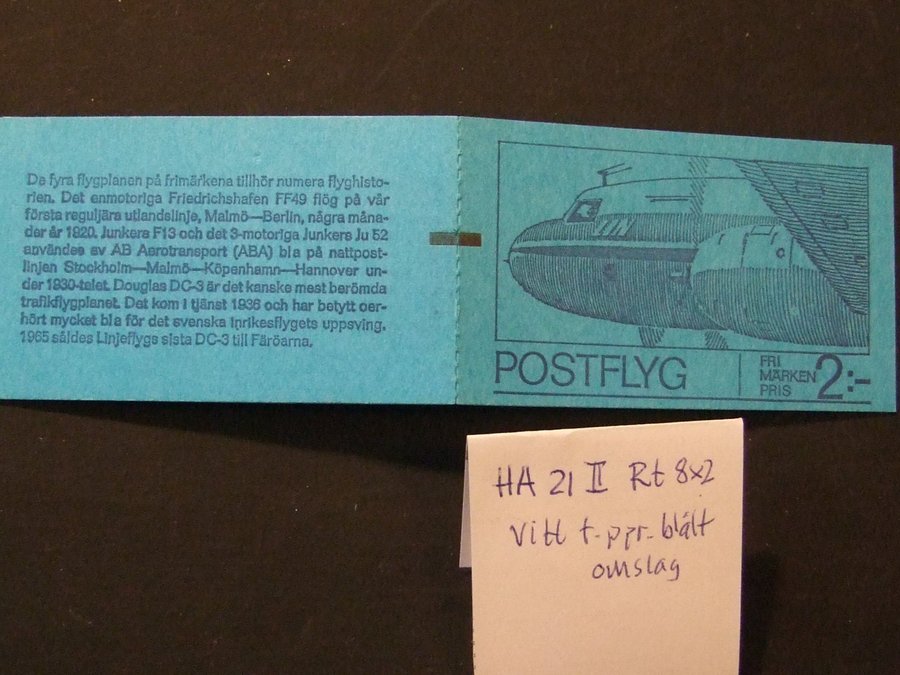 De fyra flygplanen på frimärkena tillhör numera flyghisto-
rien. Det enmotoriga Friedrichshafen FF49 flög på vår
första reguljära utlandslinje, Malmö—Berlin, några måna-
der år 1920. Junkers F13 och det 3-motoriga Junkers Ju 52
användes av AB Aerotransport (ABA) bla på nattpost-
linjen Stockholm—Malmö—Köpenhamn—Hannover un-
der 1930-talet. Douglas DC-3 är det kanske mest berömda
trafikflygplanet. Det kom i tjänst 1936 och har betytt oer-
hört mycket bla för det svenska inrikesflygets uppsving.
1965 såldes Linjeflygs sista DC-3 till Färöarna.
POSTFLYG
FRI
MÄRKEN
PRIS
2:-
HA 21 II Rt 8x2
Vitt t-ppr-blått
omslag